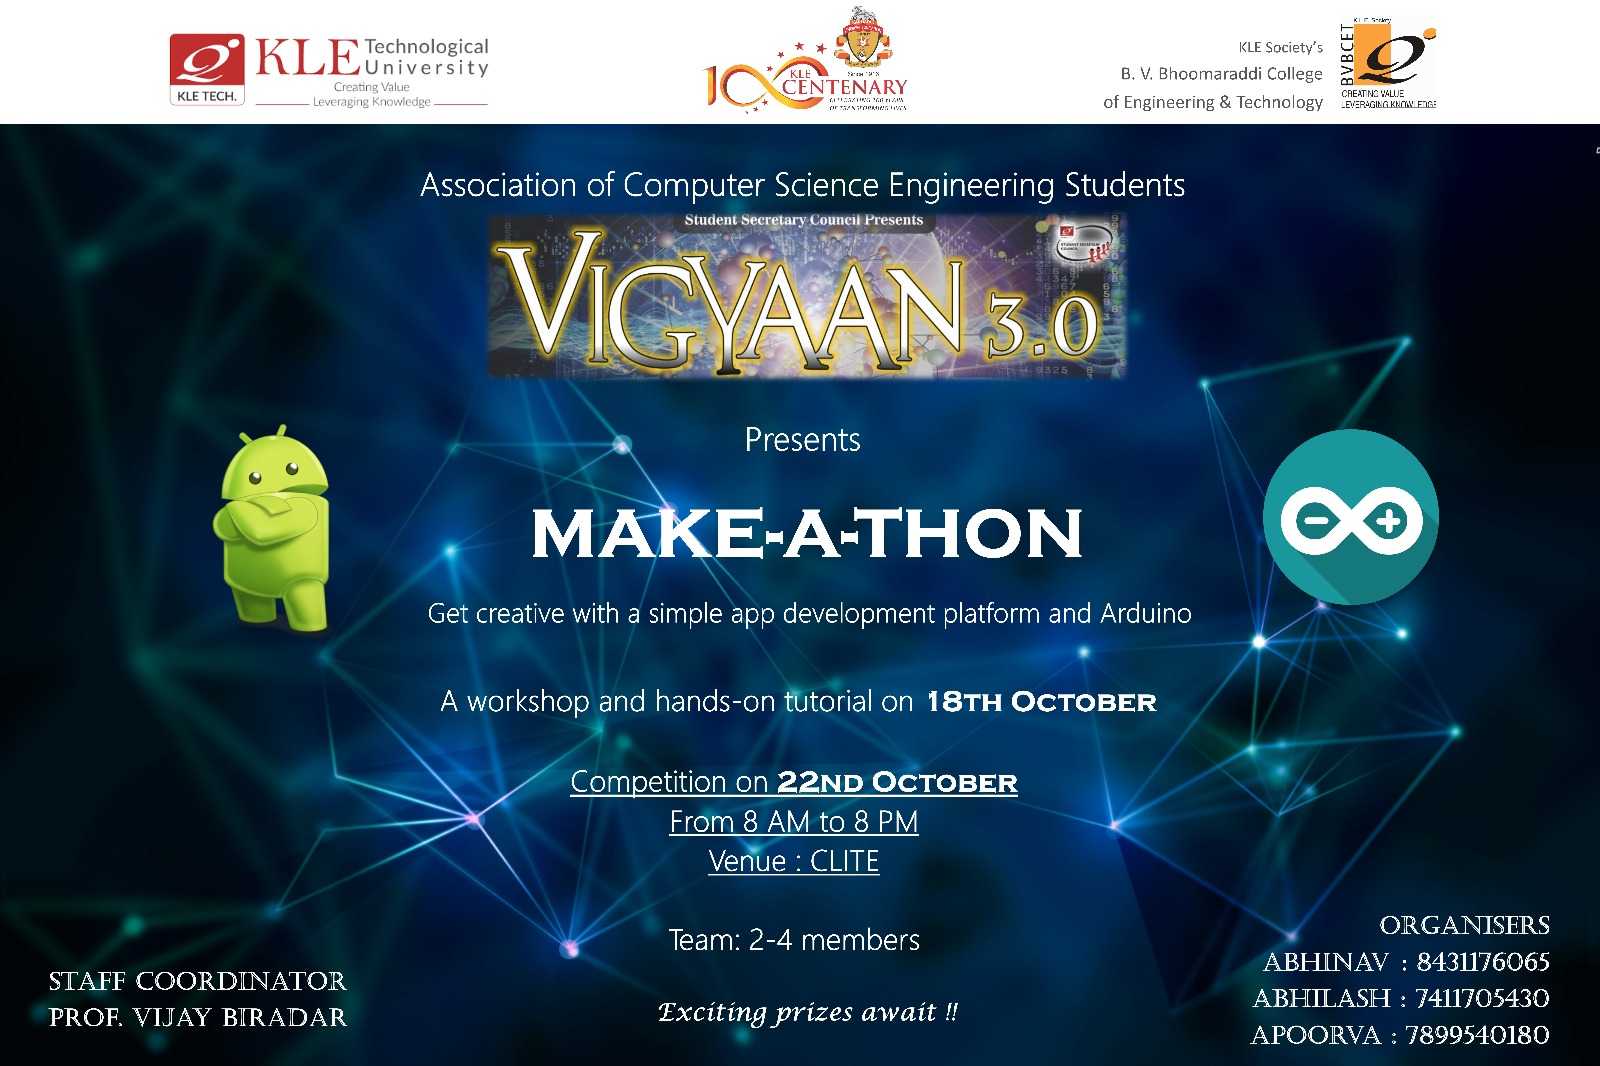 KLE Technological University
KLE TECH.
Creating Value
Leveraging Knowledge
100
KLE
CENTENARY
Since 1916
KLE Society's
B. V. Bhoomaraddi College
of Engineering & Technology
K.L.E. Society
BVBCET
CREATING VALUE
LEVERAGING KNOWLEDGE
Association of Computer Science Engineering Students
Student Secretary Council Presents
VIGYAAN 3.0
Presents
MAKE-A-THON
Get creative with a simple app development platform and Arduino
A workshop and hands-on tutorial on 18TH OCTOBER
Competition on 22ND OCTOBER
From 8 AM to 8 PM
Venue : CLITE
Team: 2-4 members
Exciting prizes await !!
STAFF COORDINATOR
PROF. VIJAY BIRADAR
ORGANISERS
ABHINAV : 8431176065
ABHILASH : 7411705430
APOORVA : 7899540180